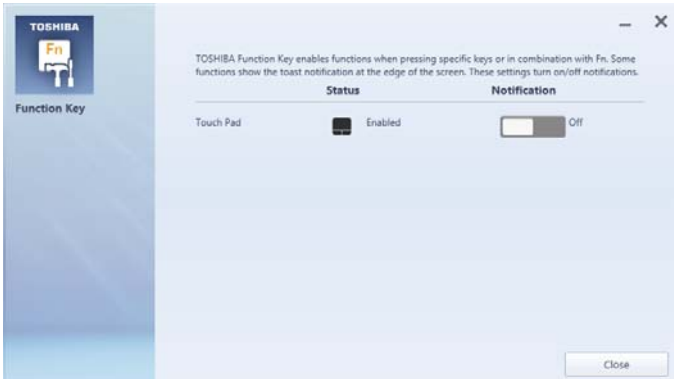 TOSHIBA
Fn
Function Key
TOSHIBA Function Key enables functions when pressing specific keys or in combination with Fn. Some
functions show the toast notification at the edge of the screen. These settings turn on/off notifications.
Status Notification
Touch Pad Enabled Off
Close